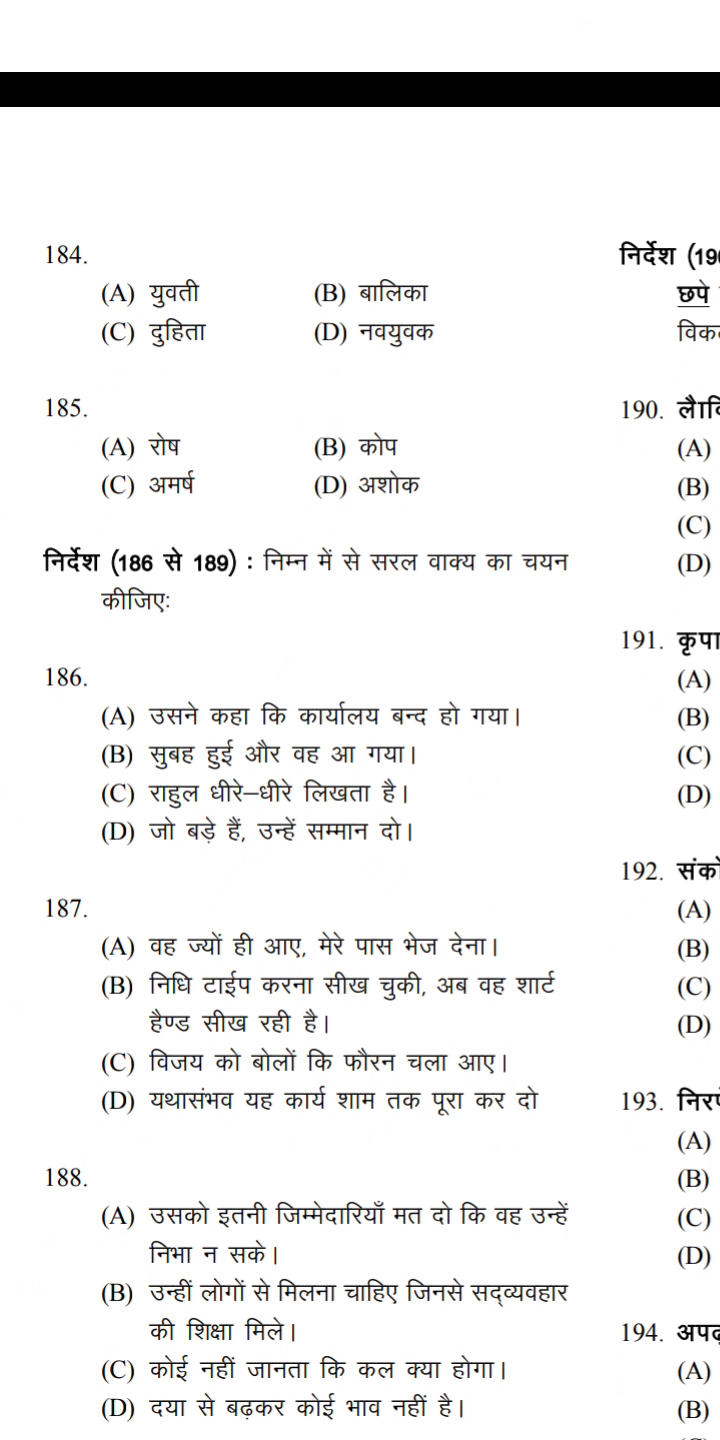 184.
(A) युवती (B) बालिका
(C) दुहिता (D) नवयुवक
185.
(A) रोष (B) कोप
(C) अमर्ष (D) अशोक
निर्देश (186 से 189) : निम्न में से सरल वाक्य का चयन
कीजिए:
186.
(A) उसने कहा कि कार्यालय बन्द हो गया।
(B) सुबह हुई और वह आ गया।
(C) राहुल धीरे–धीरे लिखता है।
(D) जो बड़े हैं, उन्हें सम्मान दो।
187.
(A) वह ज्यों ही आए, मेरे पास भेज देना।
(B) निधि टाईप करना सीख चुकी, अब वह शार्ट
हैण्ड सीख रही है।
(C) विजय को बोलों कि फौरन चला आए।
(D) यथासंभव यह कार्य शाम तक पूरा कर दो
188.
(A) उसको इतनी जिम्मेदारियाँ मत दो कि वह उन्हें
निभा न सके।
(B) उन्हीं लोगों से मिलना चाहिए जिनसे सद्व्यवहार
की शिक्षा मिले।
(C) कोई नहीं जानता कि कल क्या होगा।
(D) दया से बढ़कर कोई भाव नहीं है।
निर्देश (19
छपे
190.
(A)
(B)
(C)
(D)
191.
(A)
(B)
(C)
(D)
192.
(A)
(B)
(C)
(D)
193.
(A)
(B)
(C)
(D)
194.
(A)
(B)